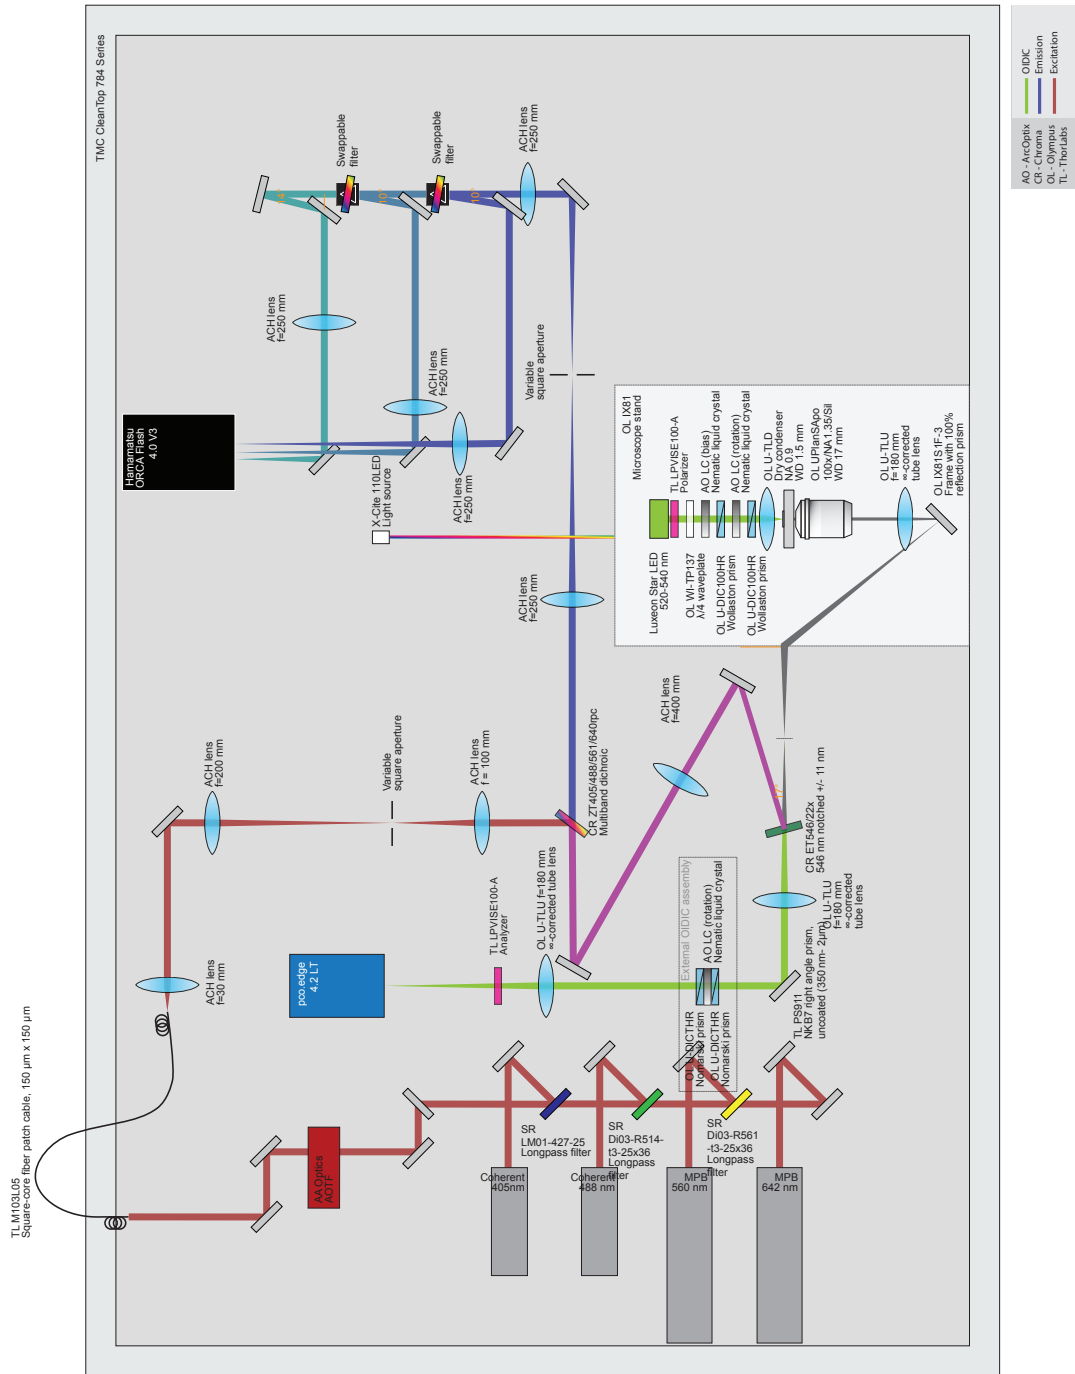 TMC CleanTop 784 Series
OIDIC
Emission
Excitation
AO - ArcOptix
CR - Chroma
OL - Olympus
TL - ThorLabs
Swappable
filter
Swappable
filter
ACH lens
f=250 mm
10°
10°
ACH lens
f=250 mm
ACH lens
f=250 mm
ACH lens
f=250 mm
Variable
square aperture
Hamamatsu
ORCA Flash
4.0 V3
X-Cite 110LED
Light source
ACH lens
f=250 mm
OL IX81
Microscope stand
Luxeon Star LED
520-540 nm
TL LPVISE100-A
Polarizer
OL WI-TP137
λ/4 waveplate
AO LC (bias)
Nematic liquid crystal
OL U-DIC100HR
Wollaston prism
AO LC (rotation)
Nematic liquid crystal
OL U-DIC100HR
Wollaston prism
OL U-TLD
Dry condenser
NA 0.9
WD 1.5 mm
OL UPlanSApo
100x/NA1.35/Sil
WD 17 mm
OL U-TLU
f=180 mm
∞-corrected
tube lens
OL IX81S1F-3
Frame with 100%
reflection prism
ACH lens
f=200 mm
Variable
square aperture
ACH lens
f = 100 mm
CR ZT405/488/561/640rpc
Multiband dichroic
ACH lens
f=400 mm
17°
CR ET546/22x
546 nm notched +/- 11 nm
OL U-TLU
f=180 mm
∞-corrected
tube lens
TL PS911
NKB7 right angle prism,
uncoated (350 nm- 2μm)
External OIDIC assembly
AO LC (rotation)
Nematic liquid crystal
OL U-DICTHR
Nomarski prism
OL U-DICTHR
Nomarski prism
OL U-TLU f=180 mm
∞-corrected tube lens
TL LPVISE100-A
Analyzer
pco.edge
4.2 LT
ACH lens
f=30 mm
TL M103L05
Square-core fiber patch cable, 150 μm x 150 μm
AA Optics
AOTF
SR
LM01-427-25
Longpass filter
SR
Di03-R514-
t3-25x36
Longpass
filter
SR
Di03-R561
-t3-25x36
Longpass
filter
Coherent
405nm
Coherent
488 nm
MPB
560 nm
MPB
642 nm